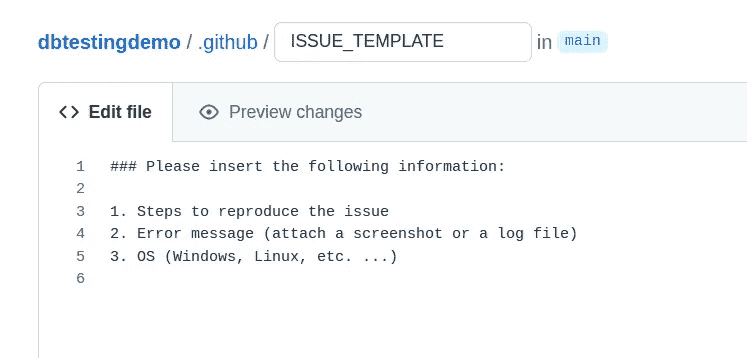 dbtestingdemo / .github / ISSUE_TEMPLATE in main
<> Edit file Preview changes
1 ### Please insert the following information:
2
3 1. Steps to reproduce the issue
4 2. Error message (attach a screenshot or a log file)
5 3. OS (Windows, Linux, etc. ...)
6